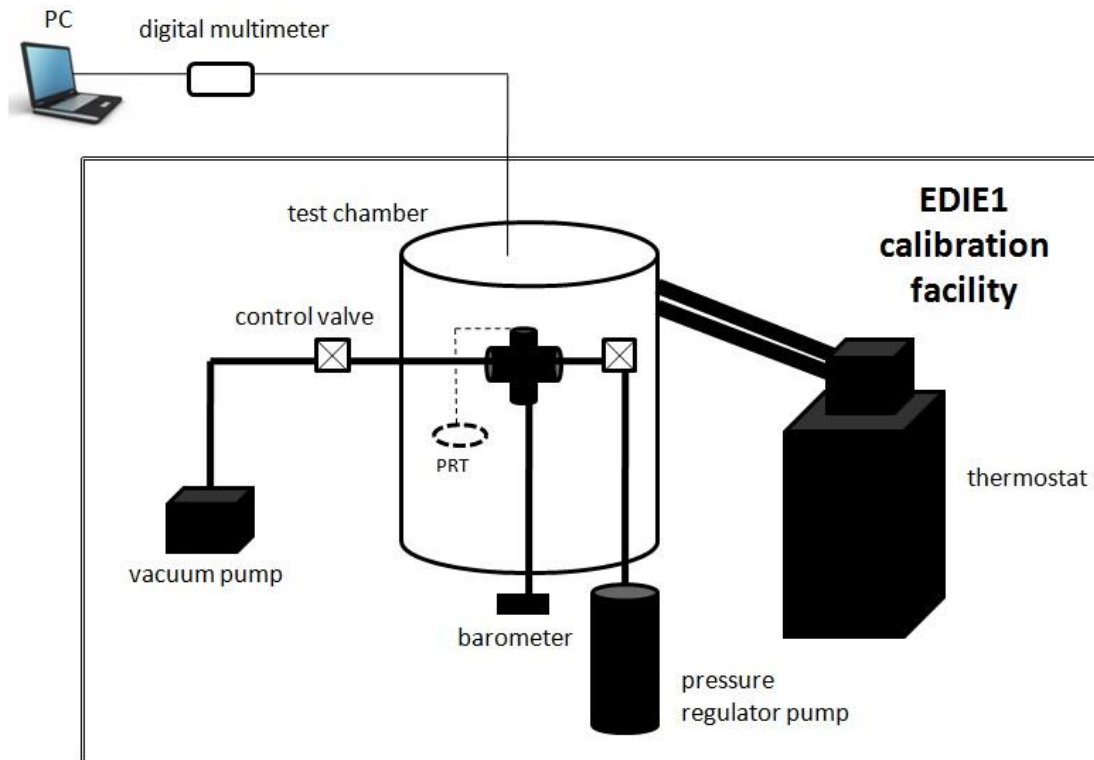 PC
digital multimeter
EDIE1
calibration
facility
test chamber
control valve
PRT
thermostat
vacuum pump
barometer
pressure
regulator pump